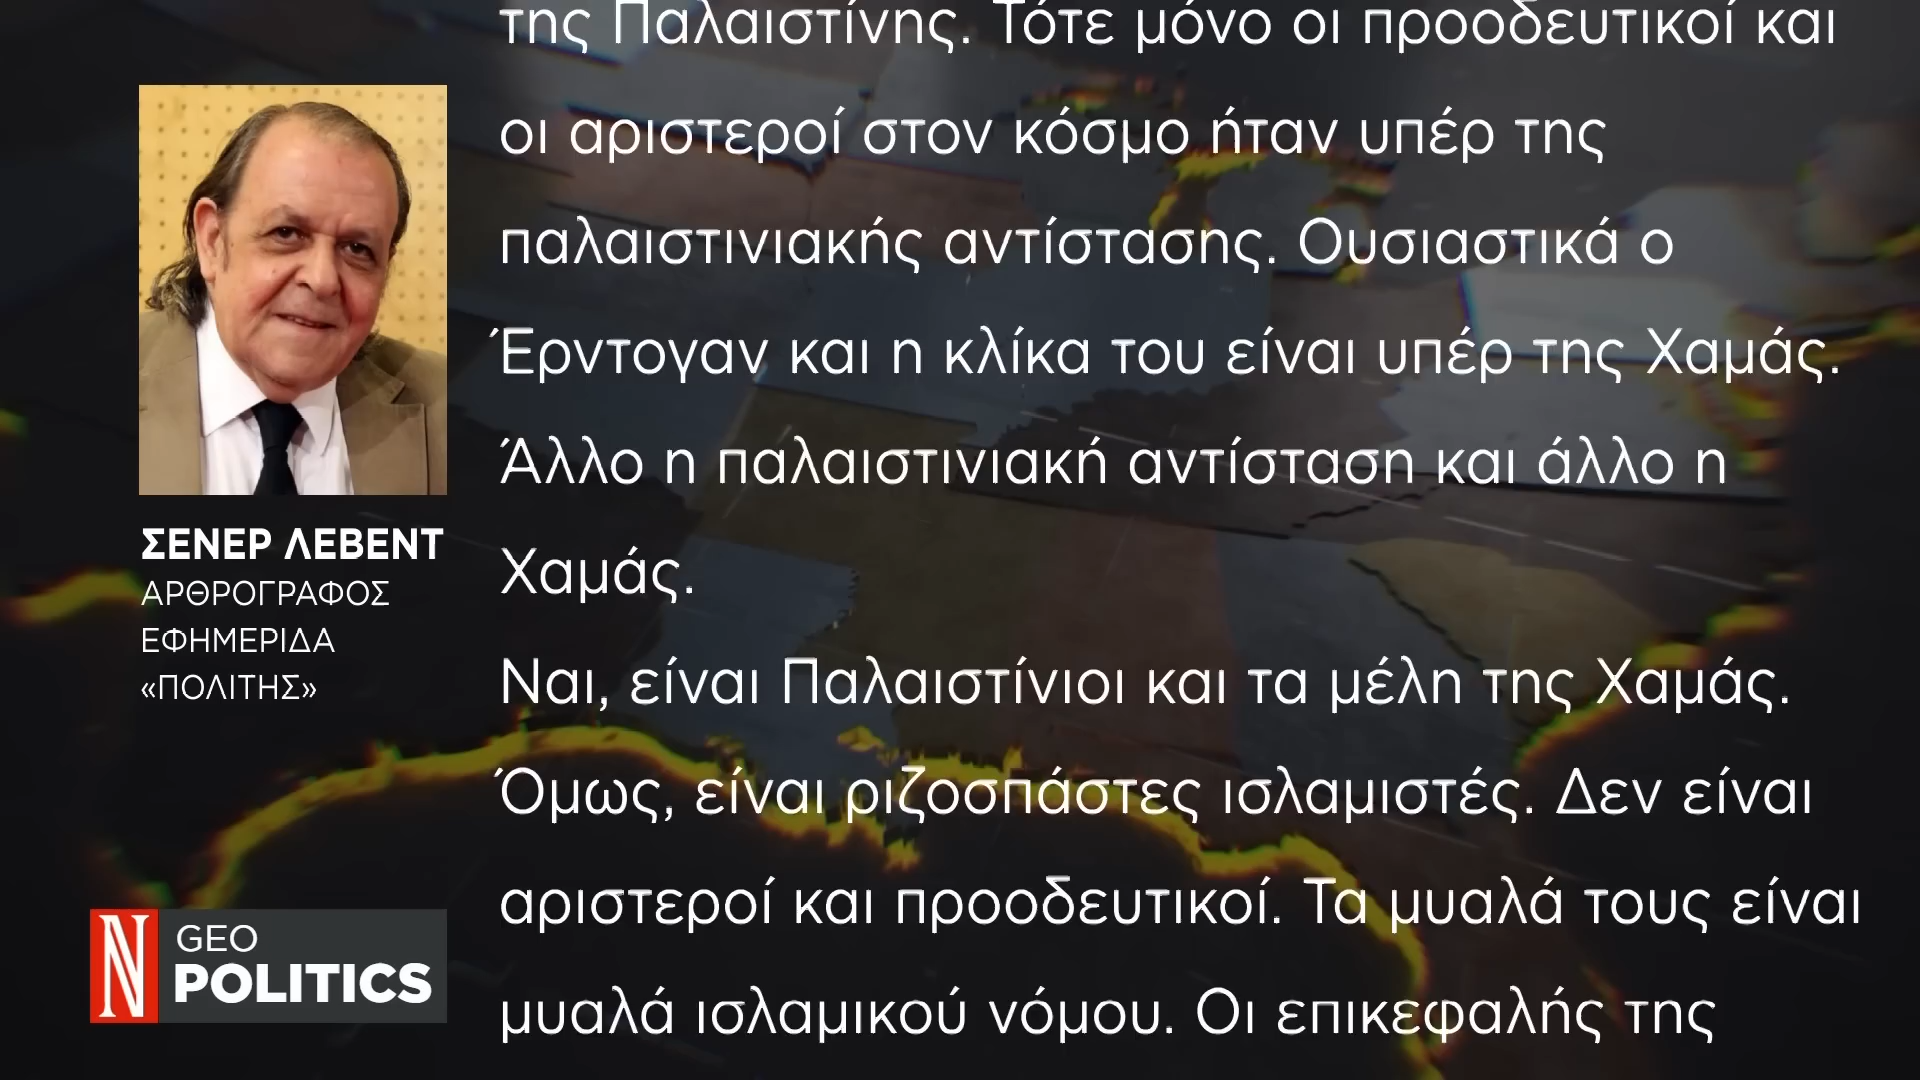 της Παλαιστίνης. Τότε μόνο οι προοδευτικοί και
οι αριστεροί στον κόσμο ήταν υπέρ της
παλαιστινιακής αντίστασης. Ουσιαστικά ο
Έρντογαν και η κλίκα του είναι υπέρ της Χαμάς.
Άλλο η παλαιστινιακή αντίσταση και άλλο η
Χαμάς.
Ναι, είναι Παλαιστίνιοι και τα μέλη της Χαμάς.
Όμως, είναι ριζοσπάστες ισλαμιστές. Δεν είναι
αριστεροί και προοδευτικοί. Τα μυαλά τους είναι
μυαλά ισλαμικού νόμου. Οι επικεφαλής της
ΣΕΝΕΡ ΛΕΒΕΝΤ
ΑΡΘΡΟΓΡΑΦΟΣ
ΕΦΗΜΕΡΙΔΑ
«ΠΟΛΙΤΗΣ»
N
GEO
POLITICS